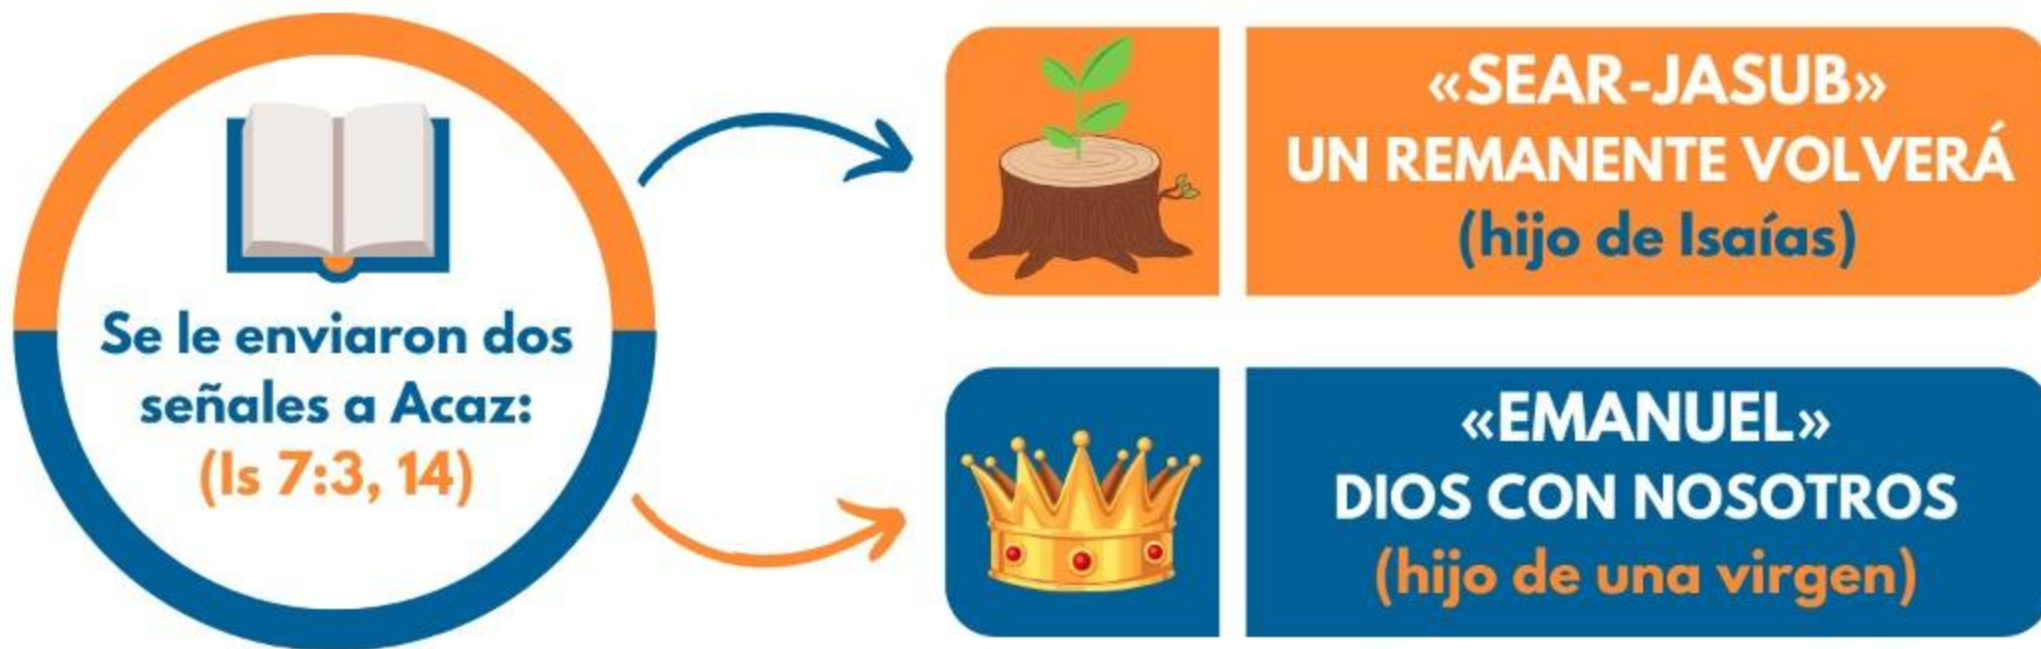 Se le enviaron dos
señales a Acaz:
(Is 7:3, 14)
«SEAR-JASUB»
UN REMANENTE VOLVERÁ
(hijo de Isaías)
«EMANUEL»
DIOS CON NOSOTROS
(hijo de una virgen)